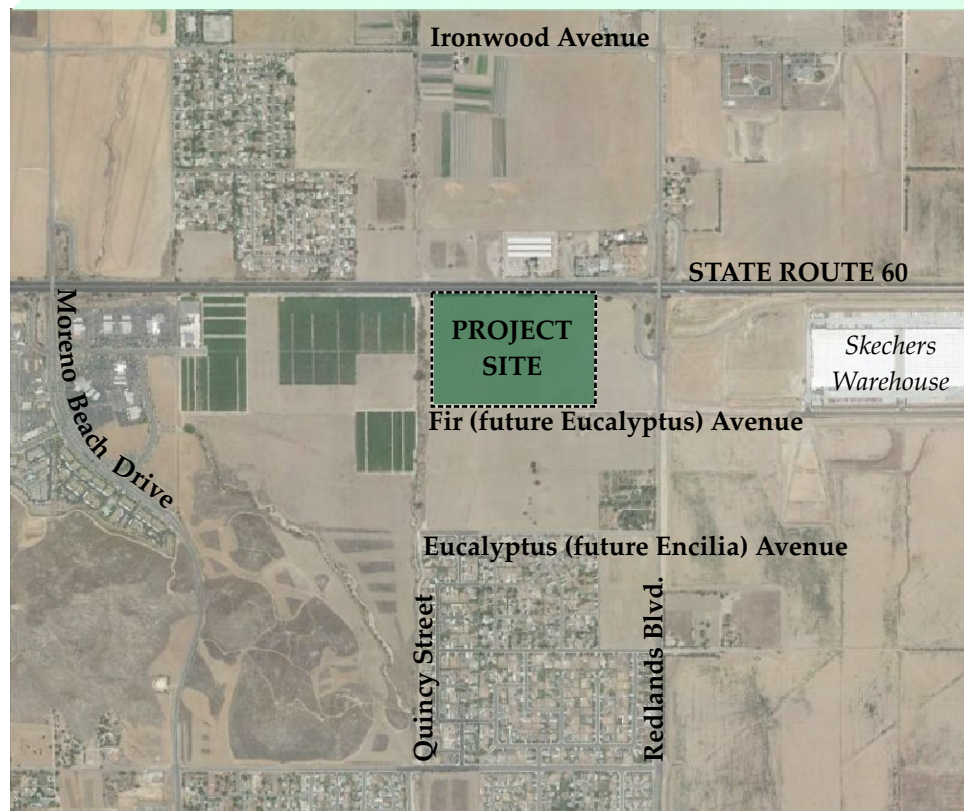 Ironwood Avenue
STATE ROUTE 60
Moreno Beach Drive
PROJECT
SITE
Skechers
Warehouse
Fir (future Eucalyptus) Avenue
Eucalyptus (future Encilia) Avenue
Quincy Street
Redlands Blvd.